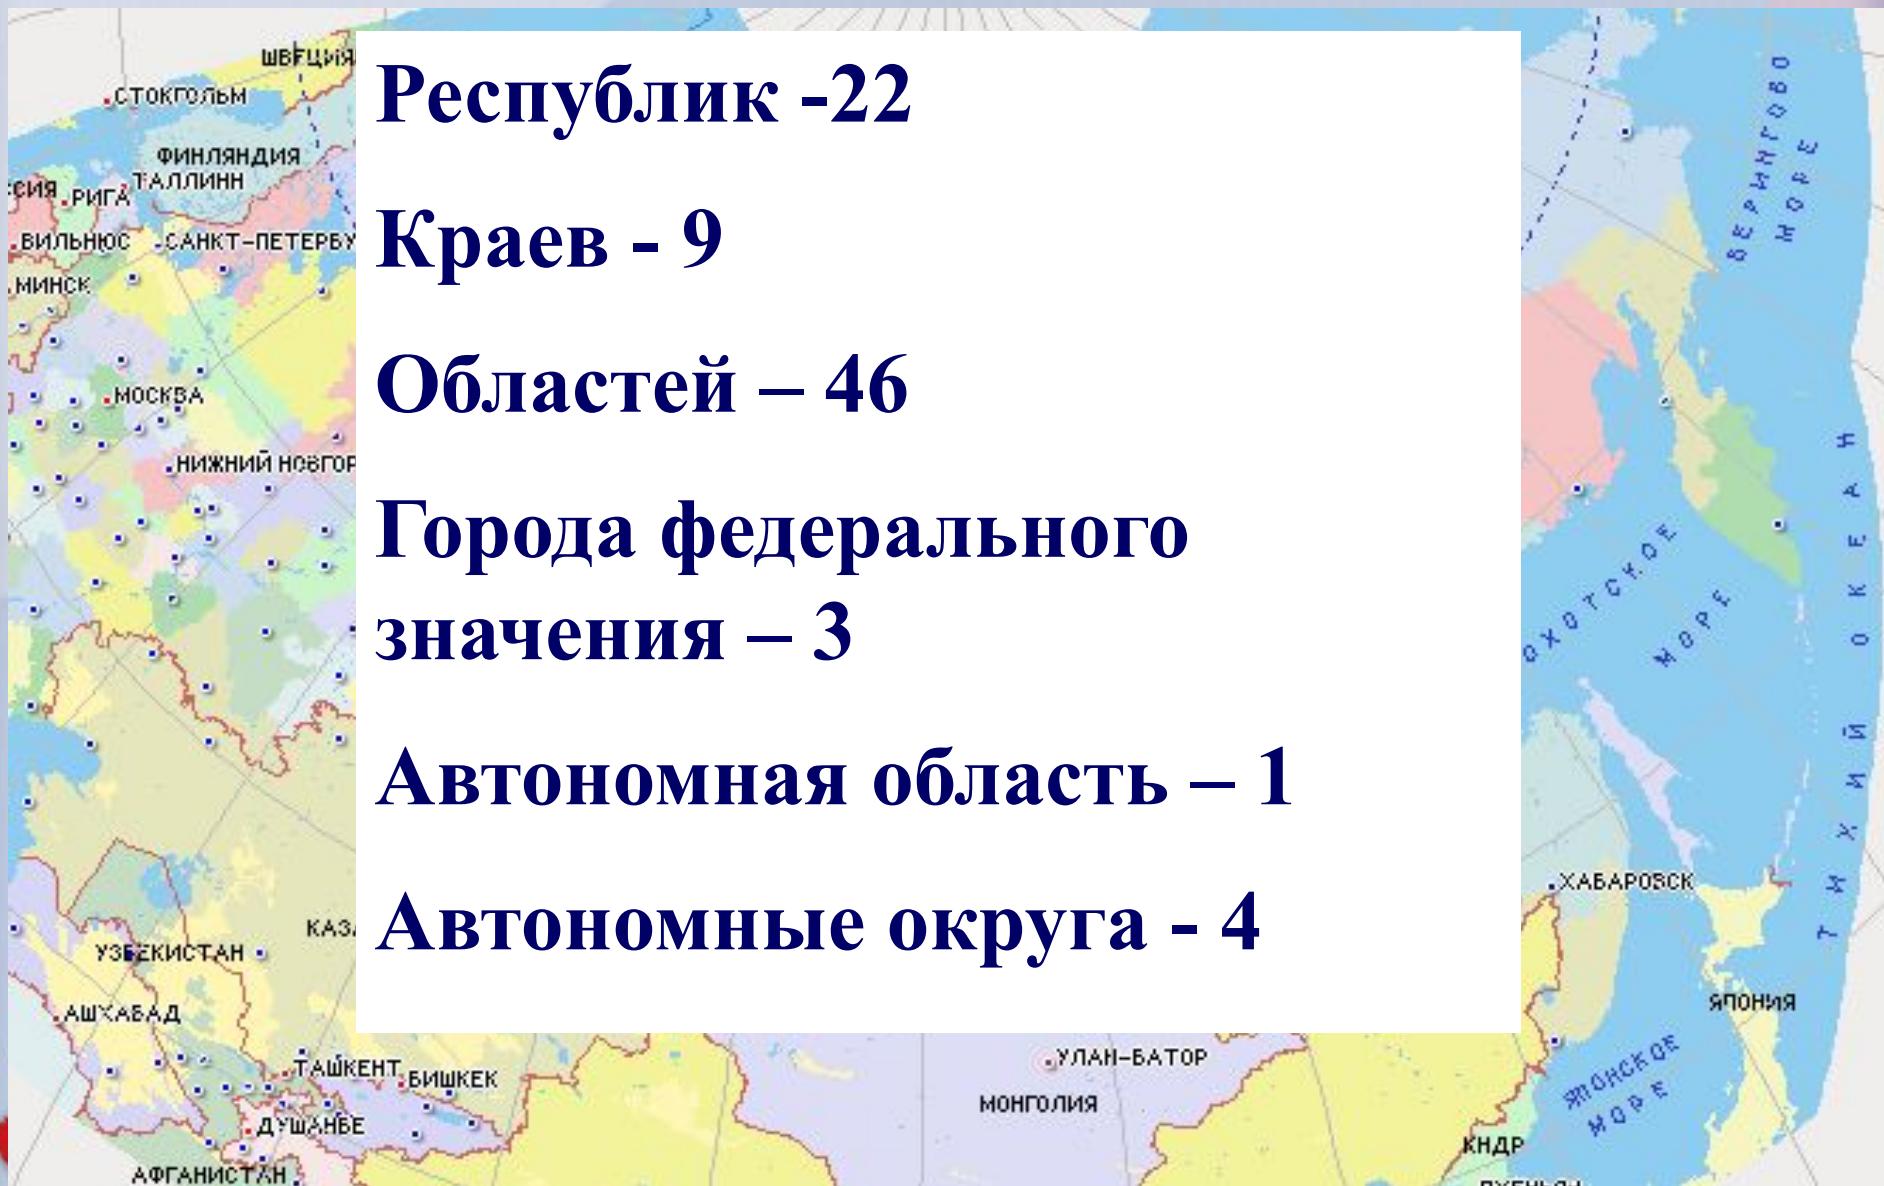 Республик -22
Краев - 9
Областей – 46
Города федерального
значения – 3
Автономная область – 1
Автономные округа - 4
ШВЕЦИЯ
СТОКГОЛЬМ
ФИНЛЯНДИЯ
ТАЛЛИНН
РИГА
ВИЛЬНЮС
САНКТ-ПЕТЕРБУ
МИНСК
МОСКВА
НИЖНИЙ НОВГОР
КАЗ
УЗБЕКИСТАН
АШХАБАД
ТАШКЕНТ
БИШКЕК
ДУШАНБЕ
АФГАНИСТАН
УЛАН-БАТОР
МОНГОЛИЯ
БЕРИНГОВО
МОРЕ
ОХОТСКОЕ
МОРЕ
ТИХИЙ ОКЕАН
ХАБАРОВСК
ЯПОНИЯ
ЯПОНСКОЕ
МОРЕ
КНДР